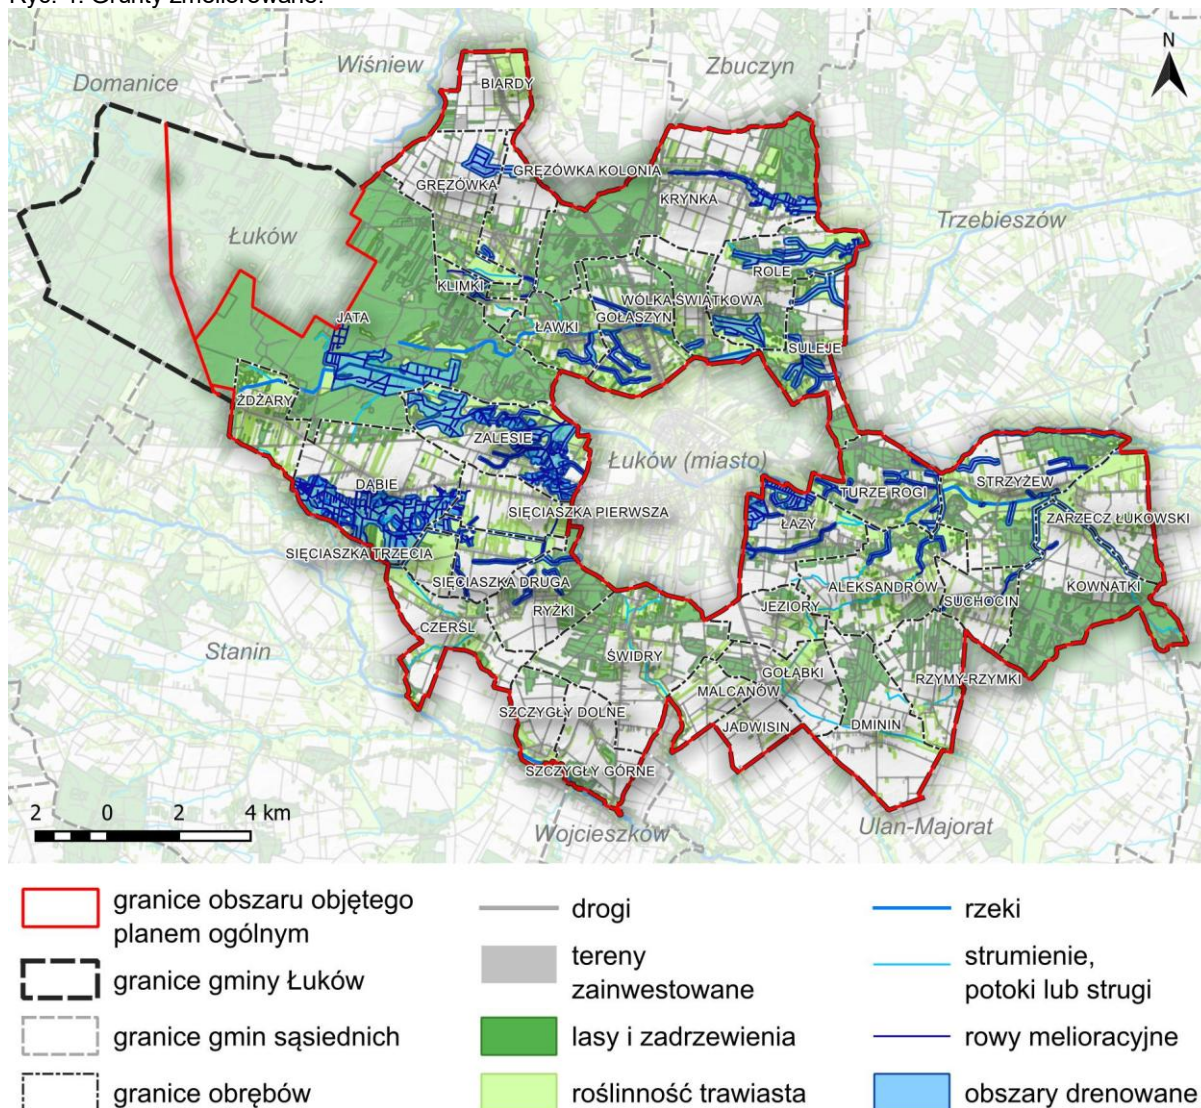 Ryc. 4. Grunty zmeliorowane.
Domanice
Wiśniew
Zbuczyn
N
BIARDY
GRĘZÓWKA
GRĘZÓWKA KOLONIA
KRYNKA
Trzebieszów
Łuków
ROLE
KLIMKI
WÓLKA ŚWIĄTKOWA
JATA
ŁAWKI
GOŁASZYN
SULEJE
ŻDŻARY
ZALESIE
Łuków (miasto)
DĄBIE
TURZE ROGI
STRZYŻEW
SIĘCIASZKA PIERWSZA
ŁAZY
ZARZECZ ŁUKOWSKI
SIĘCIASZKA TRZECIA
SIĘCIASZKA DRUGA
ALEKSANDRÓW
KOWNATKI
RYŻKI
JEZIORY
SUCHOCIN
CZERŚL
Stanin
ŚWIDRY
GOŁĄBKI
RZYMY-RZYMKI
MALCANÓW
SZCZYGŁY DOLNE
JADWISIN
DMININ
SZCZYGŁY GÓRNE
2 0 2 4 km
Wojcieszków
Ulan-Majorat
granice obszaru objętego
planem ogólnym
granice gminy Łuków
granice gmin sąsiednich
granice obrębów
drogi
tereny
zainwestowane
lasy i zadrzewienia
roślinność trawiasta
rzeki
strumienie,
potoki lub strugi
rowy melioracyjne
obszary drenowane